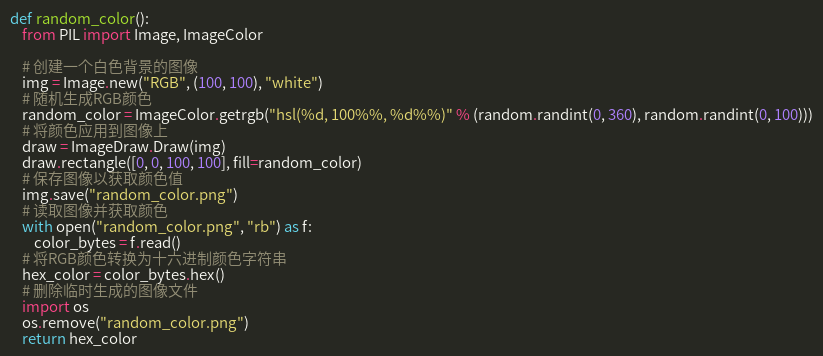 def random_color():
from PIL import Image, ImageColor
# 创建一个白色背景的图像
img = Image.new("RGB", (100, 100), "white")
# 随机生成RGB颜色
random_color = ImageColor.getrgb("hsl(%d, 100%%, %d%%)" % (random.randint(0, 360), random.randint(0, 100)))
# 将颜色应用到图像上
draw = ImageDraw.Draw(img)
draw.rectangle([0, 0, 100, 100], fill=random_color)
# 保存图像以获取颜色值
img.save("random_color.png")
# 读取图像并获取颜色
with open("random_color.png", "rb") as f:
color_bytes = f.read()
# 将RGB颜色转换为十六进制颜色字符串
hex_color = color_bytes.hex()
# 删除临时生成的图像文件
import os
os.remove("random_color.png")
return hex_color